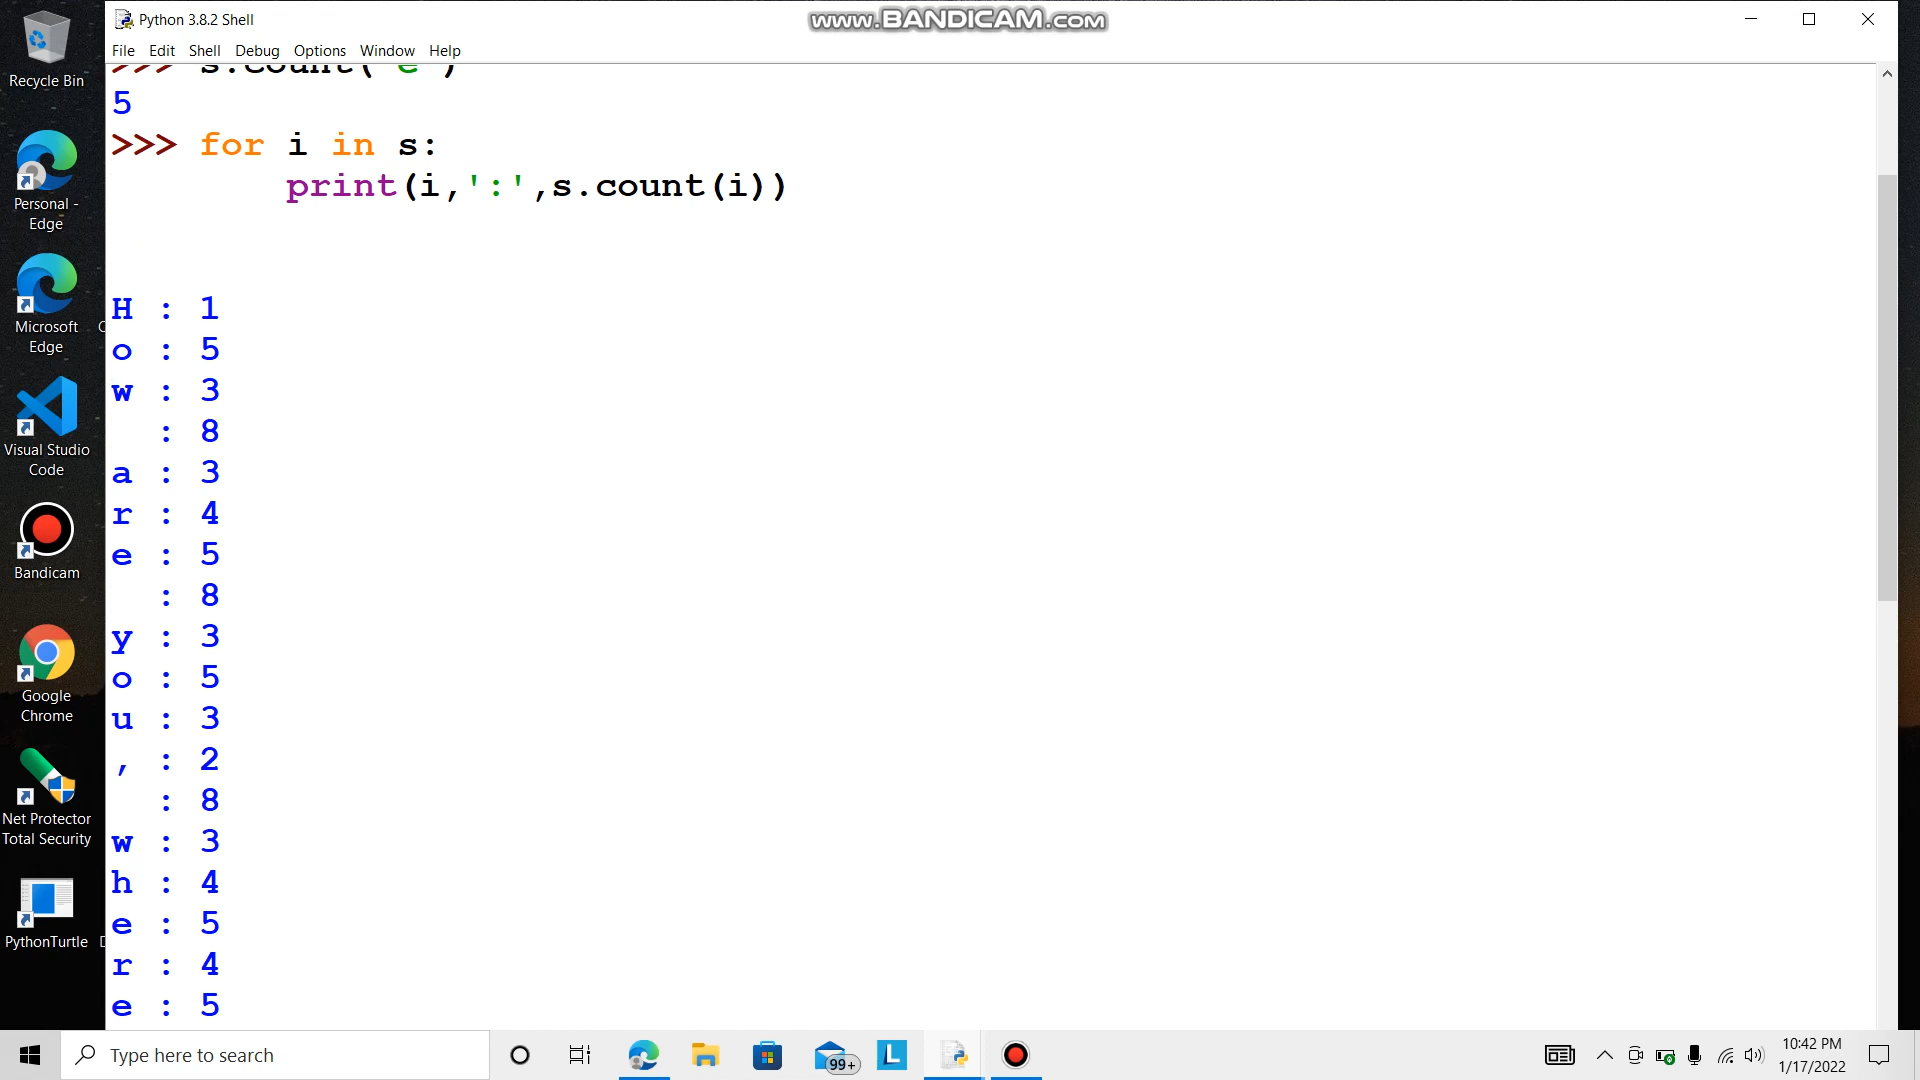 Python 3.8.2 Shell
www.BANDICAM.com
File Edit Shell Debug Options Window Help
>>> s.count('e')
5
>>> for i in s:
print(i,':',s.count(i))
H : 1
o : 5
w : 3
: 8
a : 3
r : 4
e : 5
: 8
y : 3
o : 5
u : 3
, : 2
: 8
w : 3
h : 4
e : 5
r : 4
e : 5
Recycle Bin
Personal -
Edge
Microsoft
Edge
Visual Studio
Code
Bandicam
Google
Chrome
Net Protector
Total Security
PythonTurtle
Type here to search
99+
L
10:42 PM
1/17/2022